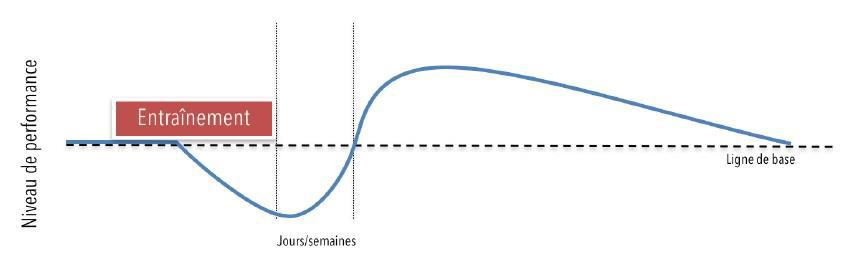 Niveau de performance
Entraînement
Ligne de base
Jours/semaines